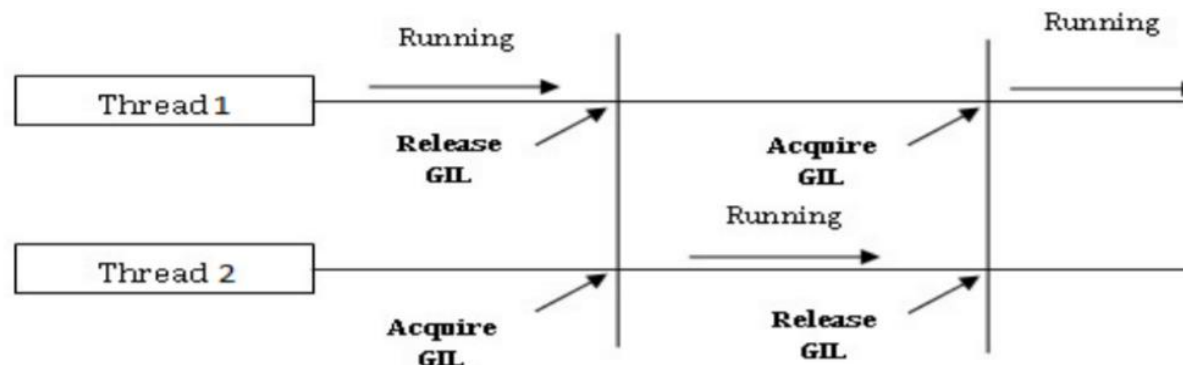 Running
Running
Thread 1
Release
GIL
Acquire
GIL
Running
Thread 2
Acquire
GIL
Release
GIL